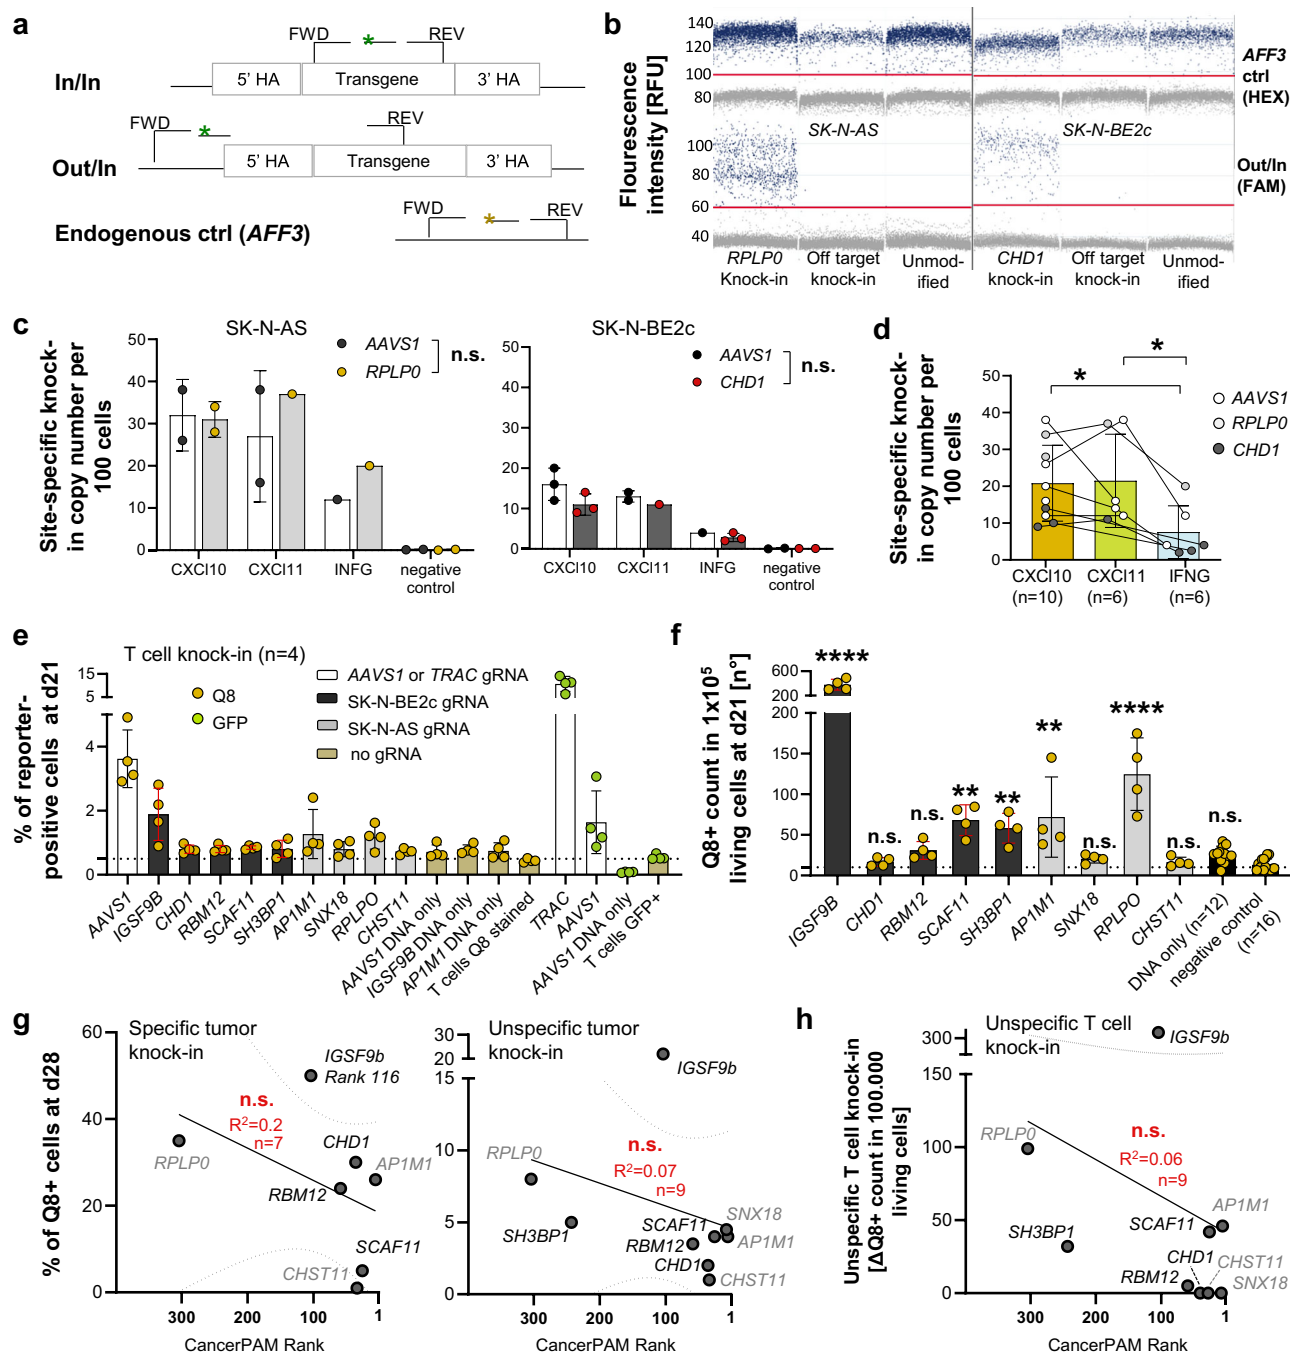 a
FWD
*
REV
In/In
5' HA
Transgene
3' HA
FWD
*
REV
Out/In
5' HA
Transgene
3' HA
FWD
*
REV
Endogenous ctrl (AFF3)
b
Flourescence
intensity [RFU]
140
120
100
80
100
80
60
40
SK-N-AS
SK-N-BE2c
AFF3
ctrl
(HEX)
Out/In
(FAM)
RPLP0
Knock-in
Off target
knock-in
Unmod-
ified
CHD1
knock-in
Off target
knock-in
Unmod-
ified
c
Site-specific knock-
in copy number per
100 cells
SK-N-AS
50
40
30
20
10
0
AAVS1
RPLP0
n.s.
CXCl10
CXCl11
INFG
negative
control
SK-N-BE2c
50
40
30
20
10
0
AAVS1
CHD1
n.s.
CXCl10
CXCl11
INFG
negative
control
d
Site-specific knock-
in copy number per
100 cells
50
40
30
20
10
0
*
*
AAVS1
RPLP0
CHD1
CXCl10
(n=10)
CXCl11
(n=6)
IFNG
(n=6)
e
% of reporter-
positive cells at d21
T cell knock-in (n=4)
15
5
4
2
0
Q8
GFP
AAVS1 or TRAC gRNA
SK-N-BE2c gRNA
SK-N-AS gRNA
no gRNA
AAVS1
IGSF9B
CHD1
RBM12
SCAF11
SH3BP1
AP1M1
SNX18
RPLPO
CHST11
AAVS1 DNA only
IGSF9B DNA only
AP1M1 DNA only
T cells Q8 stained
TRAC
AAVS1
AAVS1 DNA only
T cells GFP+
f
Q8+ count in 1x10⁵
living cells at d21 [n°]
600
200
200
150
100
50
0
****
n.s.
n.s.
**
**
**
n.s.
****
n.s.
n.s.
IGSF9B
CHD1
RBM12
SCAF11
SH3BP1
AP1M1
SNX18
RPLPO
CHST11
DNA only (n=12)
negative control
(n=16)
g
% of Q8+ cells at d28
60
40
20
0
Specific tumor
knock-in
IGSF9b
Rank 116
n.s.
R²=0.2
n=7
RPLP0
CHD1
AP1M1
RBM12
SCAF11
CHST11
300
200
100
1
CancerPAM Rank
Unspecific tumor
knock-in
30
20
15
10
5
0
IGSF9b
n.s.
R²=0.07
n=9
RPLP0
SH3BP1
SCAF11
SNX18
RBM12
AP1M1
CHD1
CHST11
300
200
100
1
CancerPAM Rank
h
Unspecific T cell knock-in
[ΔQ8+ count in 100.000
living cells]
Unspecific T cell
knock-in
300
150
100
50
0
IGSF9b
n.s.
R²=0.06
n=9
RPLP0
SH3BP1
SCAF11
AP1M1
CHD1
CHST11
RBM12
SNX18
300
200
100
1
CancerPAM Rank